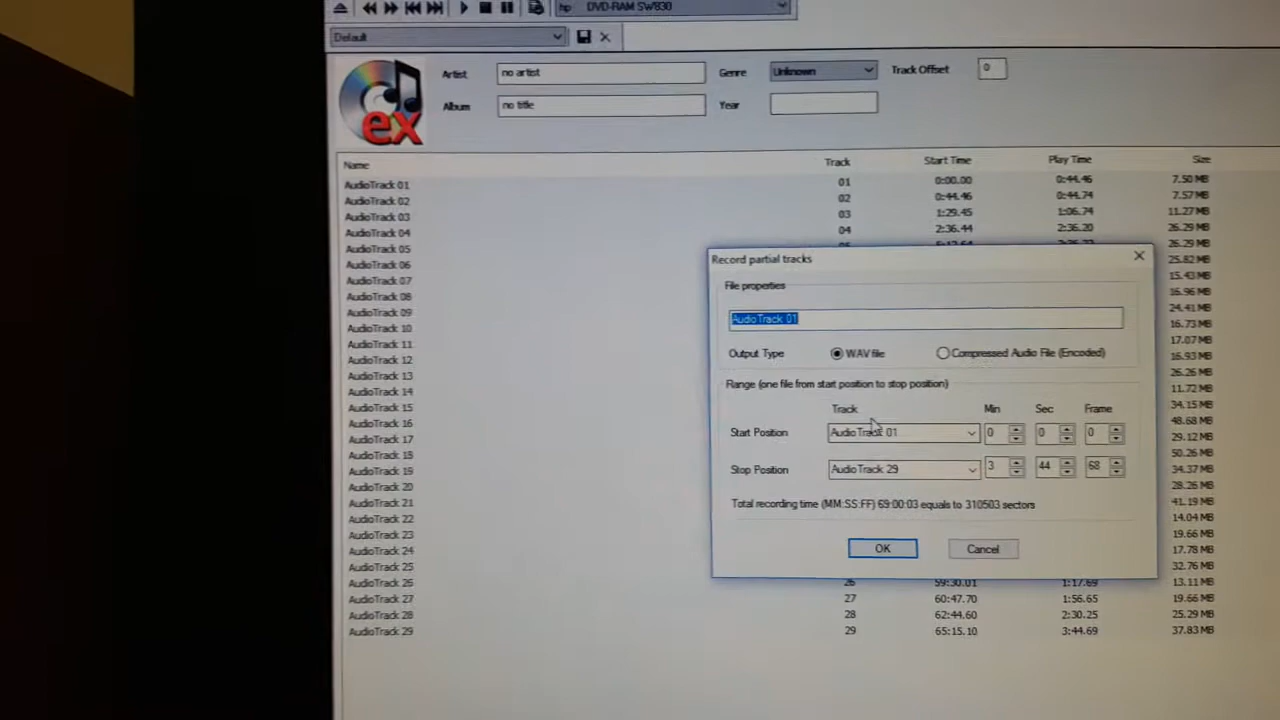 hp DVD-RAM SW830
Default
Artist no artist Genre Unknown Track Offset 0
Album no title Year
ex
Name Track Start Time Play Time Size
AudioTrack 01 01 0:00.00 0:44.46 7.50 MB
AudioTrack 02 02 0:44.46 0:44.74 7.57 MB
AudioTrack 03 03 1:29.45 1:06.74 11.27 MB
AudioTrack 04 04 2:36.44 2:36.20 26.29 MB
AudioTrack 05 26.29 MB
AudioTrack 06 25.82 MB
AudioTrack 07 15.43 MB
AudioTrack 08 16.96 MB
AudioTrack 09 24.41 MB
AudioTrack 10 16.73 MB
AudioTrack 11 17.07 MB
AudioTrack 12 16.93 MB
AudioTrack 13 26.26 MB
AudioTrack 14 11.72 MB
AudioTrack 15 34.15 MB
AudioTrack 16 48.68 MB
AudioTrack 17 29.12 MB
AudioTrack 18 50.26 MB
AudioTrack 19 34.37 MB
AudioTrack 20 28.26 MB
AudioTrack 21 41.19 MB
AudioTrack 22 14.04 MB
AudioTrack 23 19.66 MB
AudioTrack 24 17.78 MB
AudioTrack 25 32.76 MB
AudioTrack 26 26 59:30.01 1:17.69 13.11 MB
AudioTrack 27 27 60:47.70 1:56.65 19.66 MB
AudioTrack 28 28 62:44.60 2:30.25 25.29 MB
AudioTrack 29 29 65:15.10 3:44.69 37.83 MB
Record partial tracks
File properties
AudioTrack 01
Output Type WAV file Compressed Audio File (Encoded)
Range (one file from start position to stop position)
Track Min Sec Frame
Start Position AudioTrack 01 0 0 0
Stop Position AudioTrack 29 3 44 68
Total recording time (MM:SS:FF) 69:00:03 equals to 310503 sectors
OK Cancel